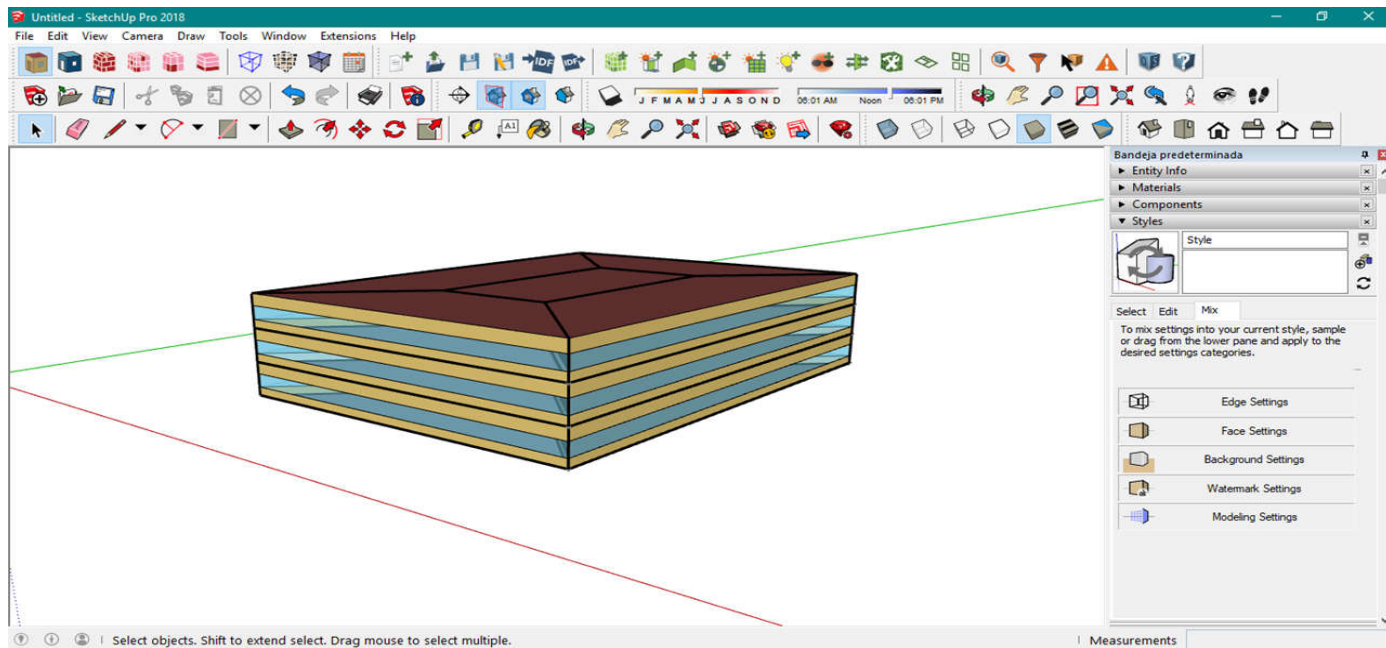 Untitled - SketchUp Pro 2018
File Edit View Camera Draw Tools Window Extensions Help
IDF IDF
J F M A M J J A S O N D 06:01 AM Noon 06:01 PM
A1
Bandeja predeterminada
Entity Info
Materials
Components
Styles
Style
Select Edit Mix
To mix settings into your current style, sample
or drag from the lower pane and apply to the
desired settings categories.
Edge Settings
Face Settings
Background Settings
Watermark Settings
Modeling Settings
Select objects. Shift to extend select. Drag mouse to select multiple.
Measurements